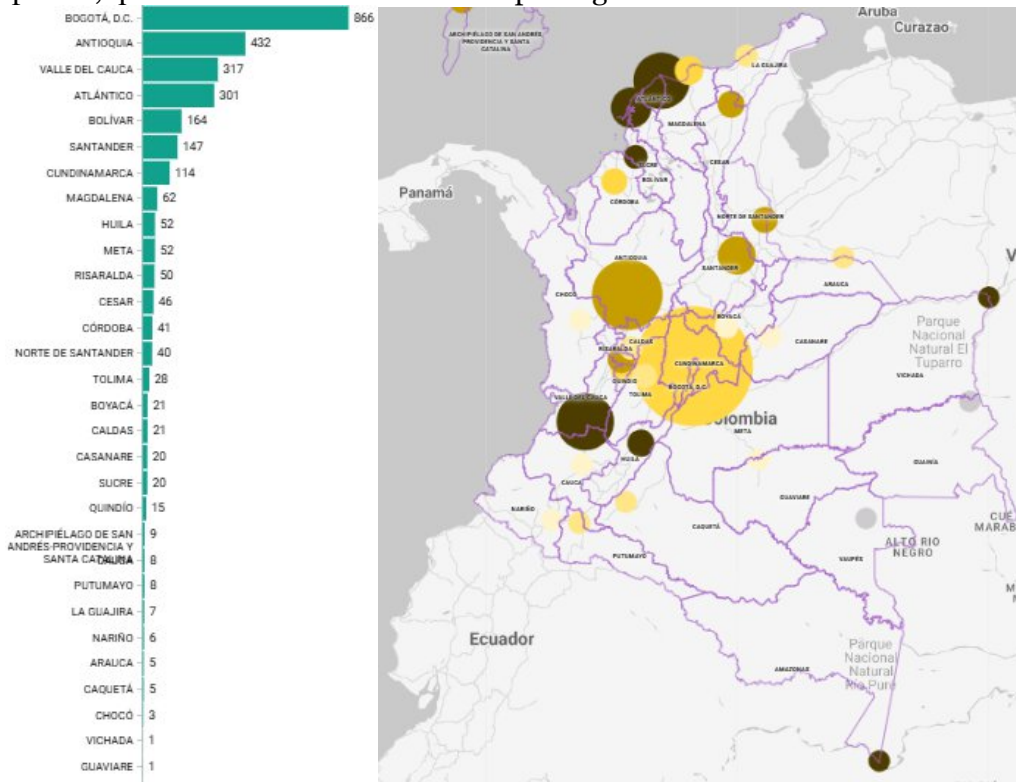 BOGOTÁ, D.C. 866
ANTIOQUIA 432
VALLE DEL CAUCA 317
ATLÁNTICO 301
BOLÍVAR 164
SANTANDER 147
CUNDINAMARCA 114
MAGDALENA 62
HUILA 52
META 52
RISARALDA 50
CESAR 46
CÓRDOBA 41
NORTE DE SANTANDER 40
TOLIMA 28
BOYACÁ 21
CALDAS 21
CASANARE 20
SUCRE 20
QUINDÍO 15
ARCHIPIÉLAGO DE SAN
ANDRÉS-PROVIDENCIA Y
SANTA CATALINA 9
CAUCA 8
PUTUMAYO 8
LA GUAJIRA 7
NARIÑO 6
ARAUCA 5
CAQUETÁ 5
CHOCÓ 3
VICHADA 1
GUAVIARE 1
Aruba
Curazao
ARCHIPIÉLAGO DE SAN ANDRÉS,
PROVIDENCIA Y SANTA
CATALINA
LA GUAJIRA
ATLÁNTICO
MAGDALENA
CESAR
SUCRE
BOLÍVAR
Panamá
CÓRDOBA
NORTE DE SANTANDER
ANTIOQUIA
SANTANDER
ARAUCA
CHOCÓ
BOYACÁ
Parque
Nacional
Natural El
Tuparro
CALDAS
CASANARE
RISARALDA
CUNDINAMARCA
VICHADA
QUINDIO
BOGOTÁ, D.C.
TOLIMA
VALLE DEL CAUCA
Colombia
META
HUILA
GUAINÍA
CAUCA
GUAVIARE
NARIÑO
CAQUETÁ
ALTO RIO
NEGRO
PUTUMAYO
VAUPÉS
Ecuador
Parque
Nacional
Natural
Río Puré
AMAZONAS